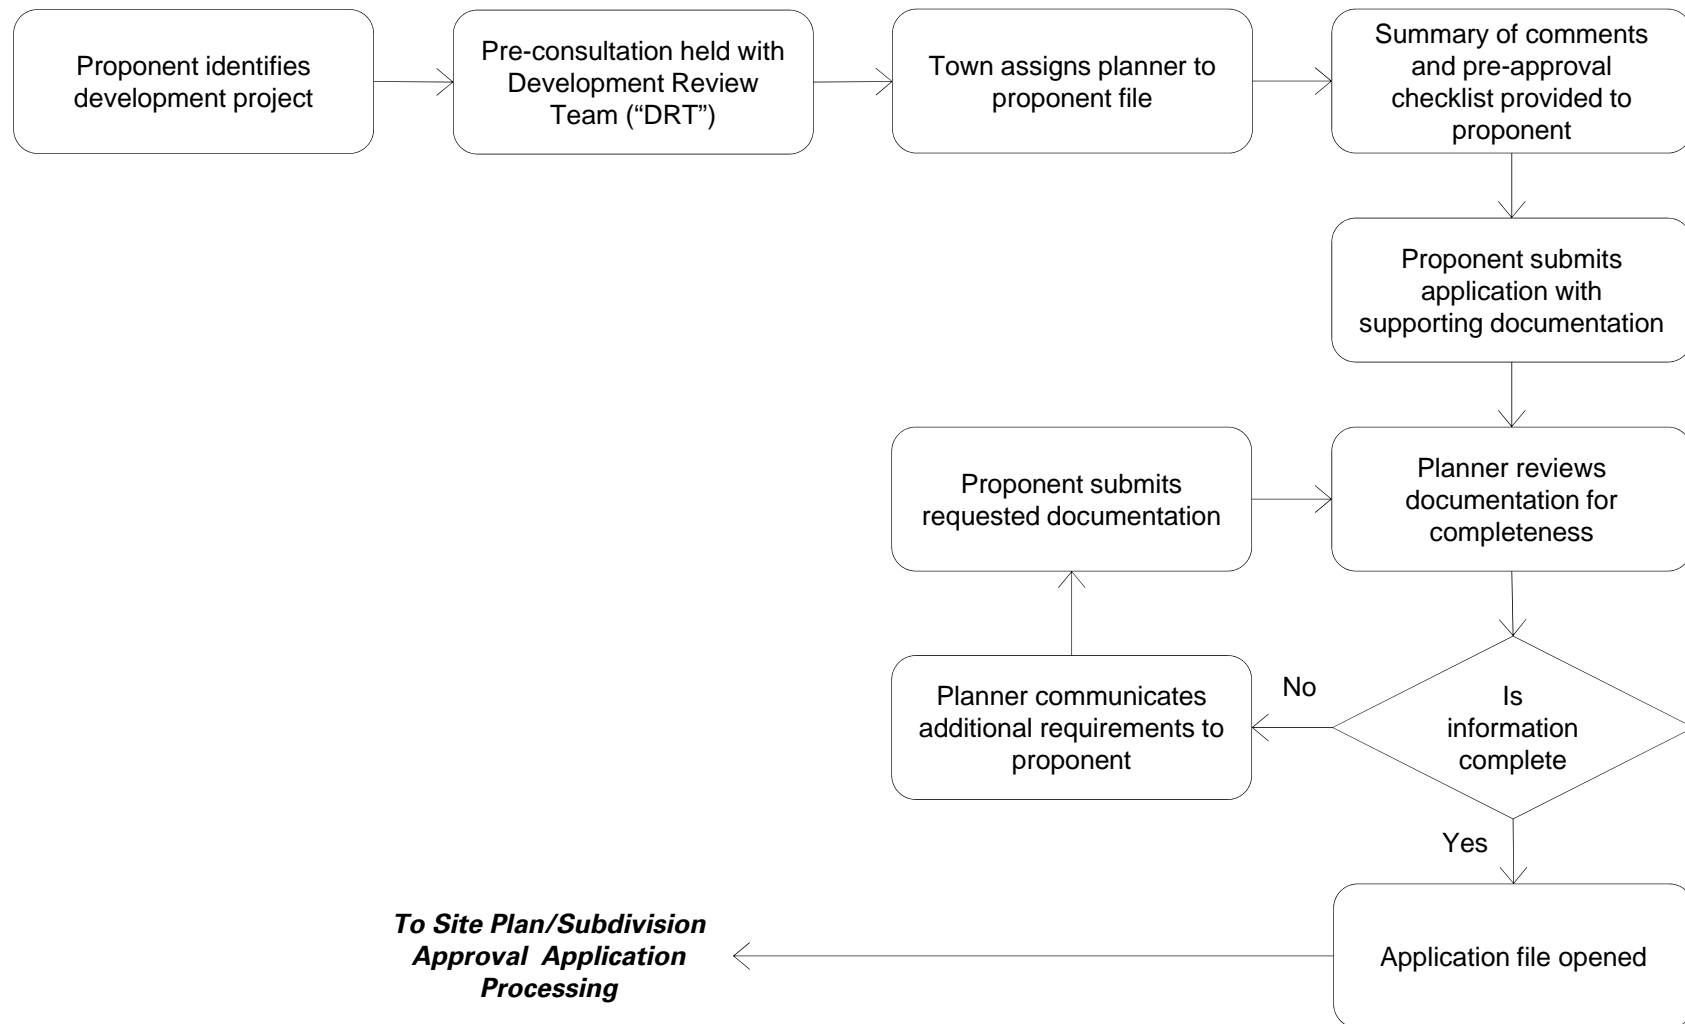 Proponent identifies
development project
Pre-consultation held with
Development Review
Team (“DRT”)
Town assigns planner to
proponent file
Summary of comments
and pre-approval
checklist provided to
proponent
Proponent submits
application with
supporting documentation
Proponent submits
requested documentation
Planner reviews
documentation for
completeness
Planner communicates
additional requirements to
proponent
No
Is
information
complete
Yes
To Site Plan/Subdivision
Approval Application
Processing
Application file opened